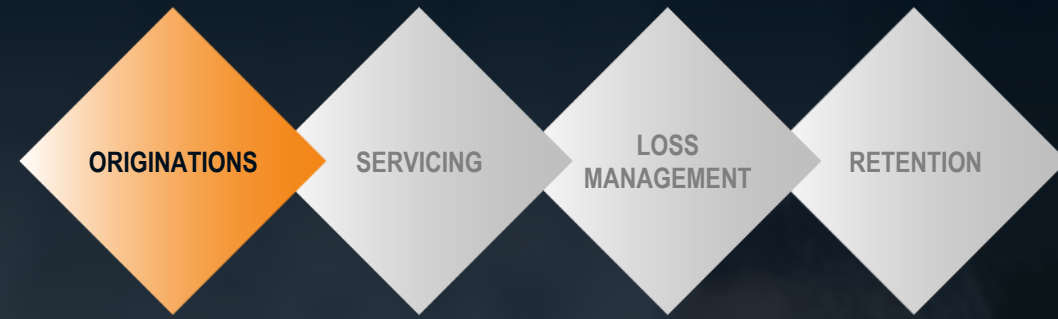 ORIGINATIONS
SERVICING
LOSS
MANAGEMENT
RETENTION